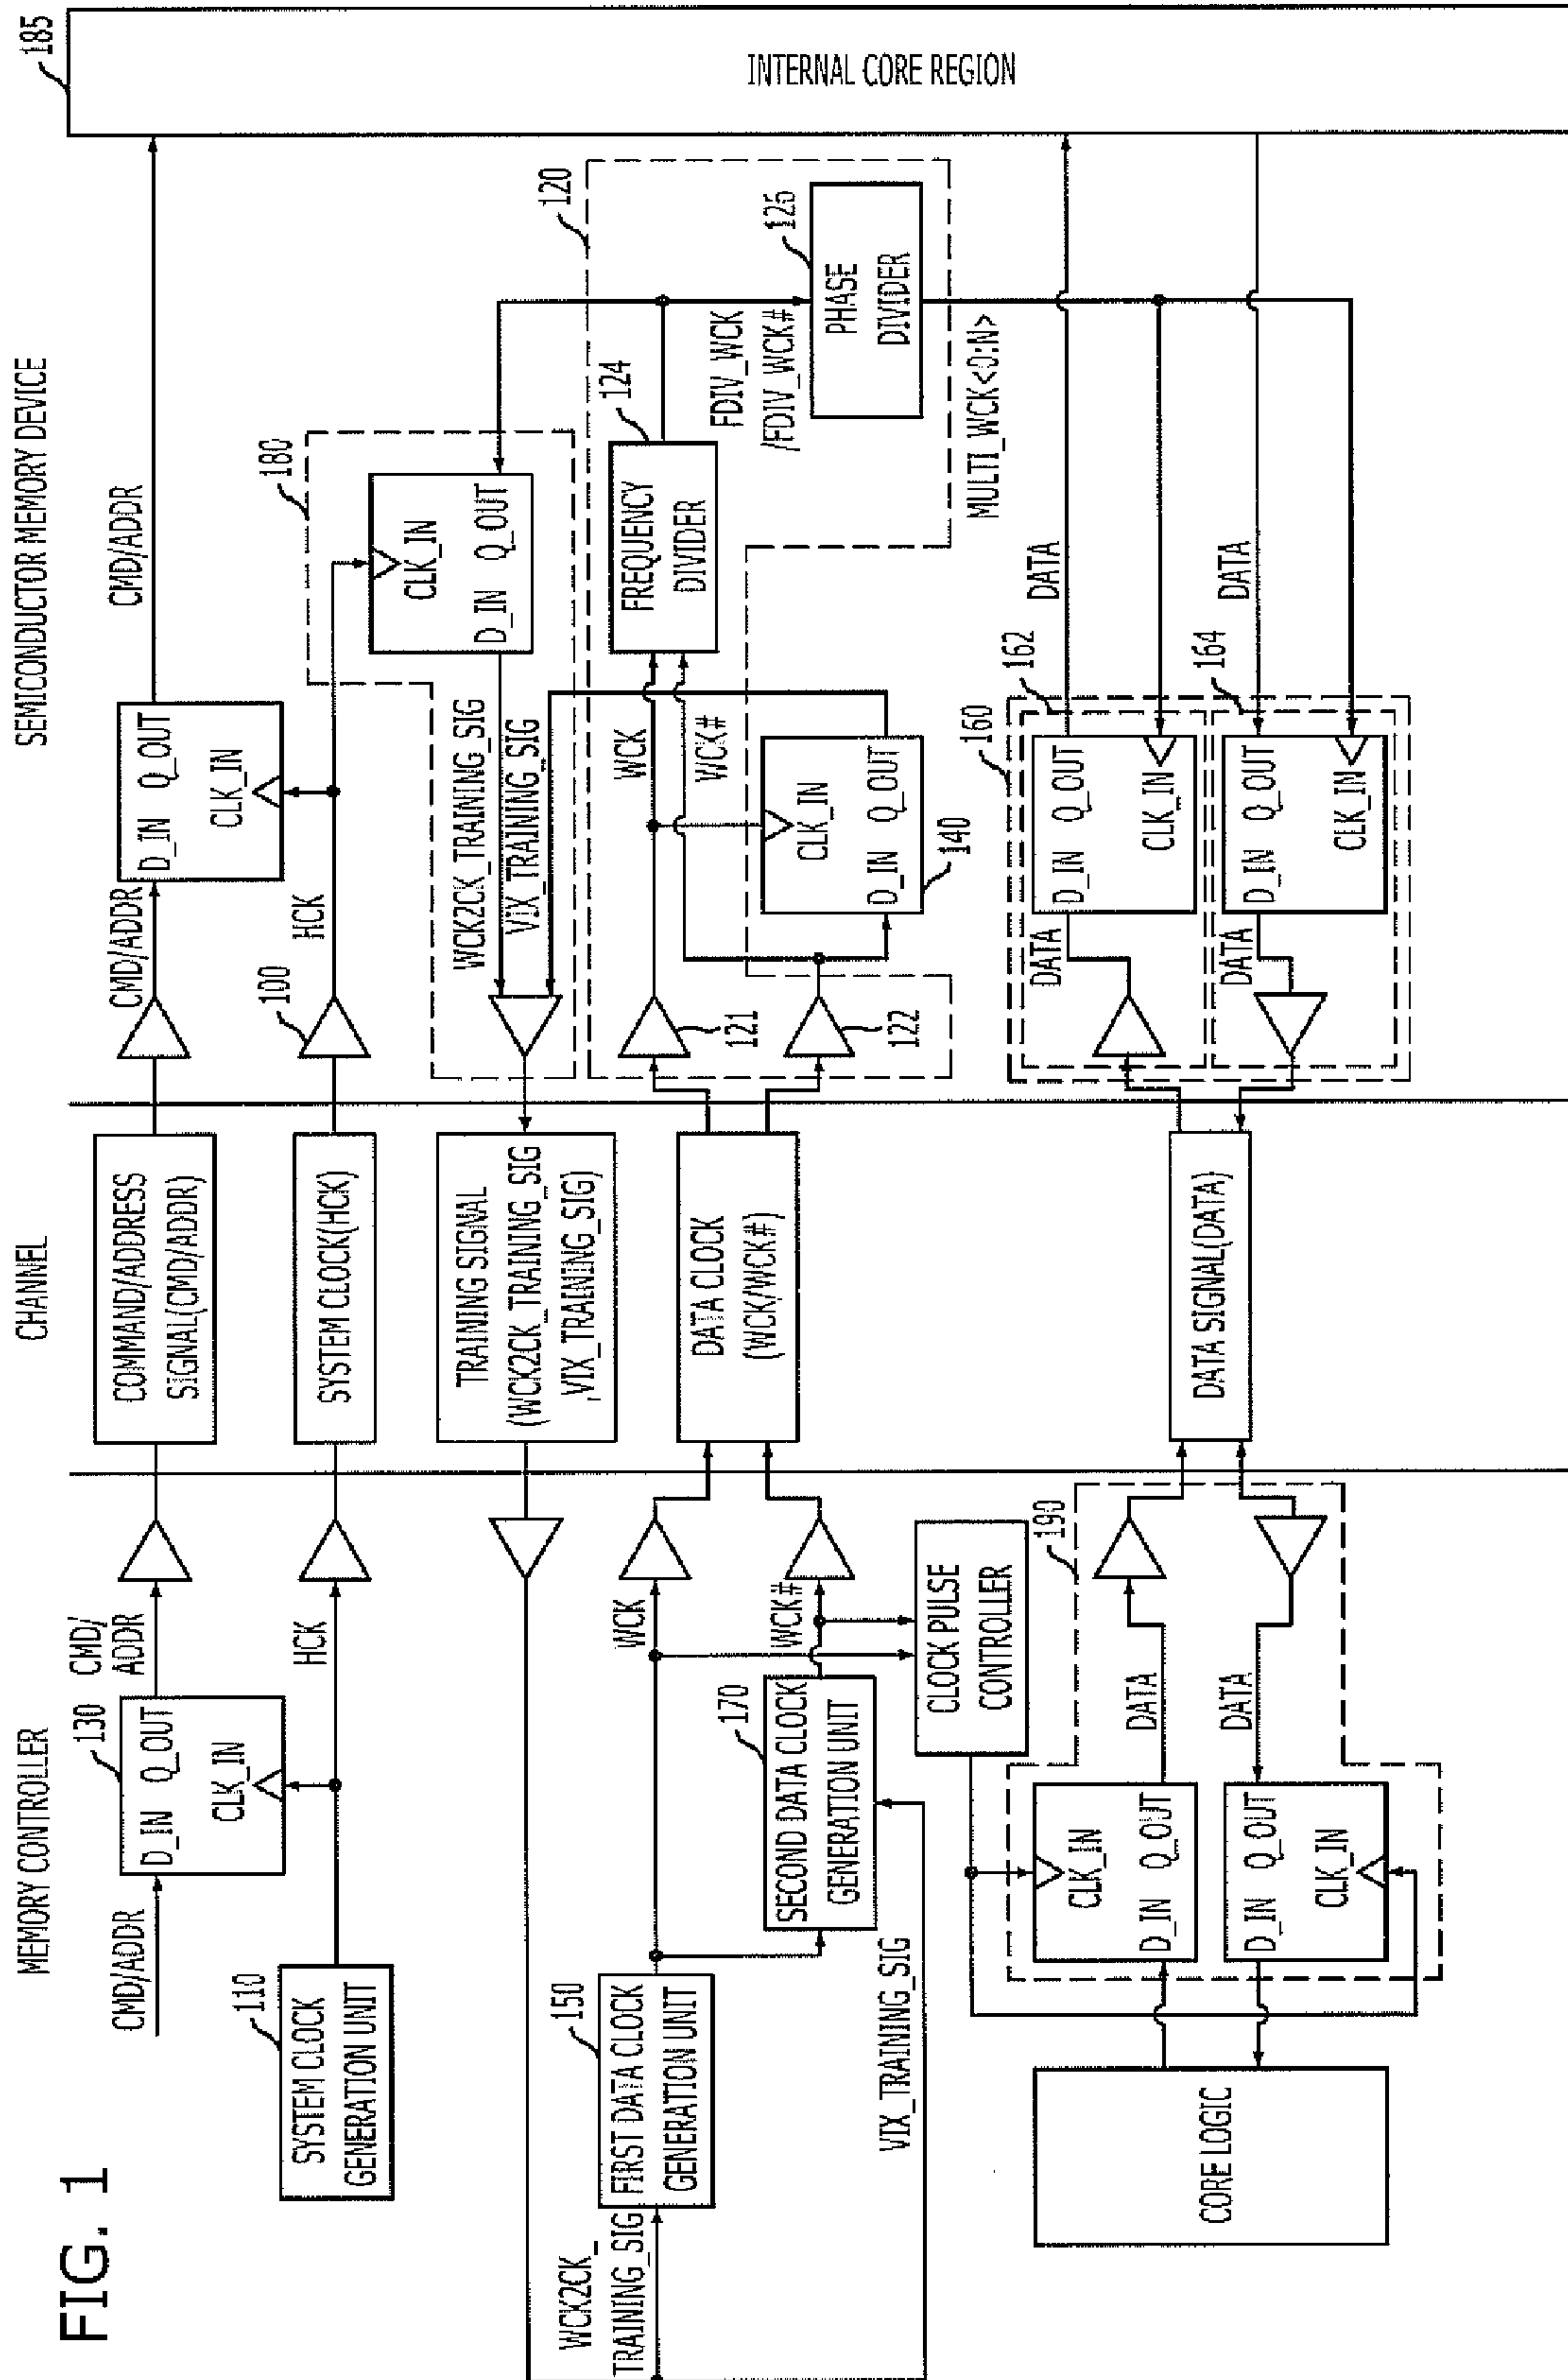 FIG. 1
MEMORY CONTROLLER
CHANNEL
SEMICONDUCTOR MEMORY DEVICE
CMD/ADDR
130
D_IN Q_OUT
CLK_IN
CMD/
ADDR
COMMAND/ADDRESS
SIGNAL(CMD/ADDR)
CMD/ADDR
D_IN Q_OUT
CLK_IN
CMD/ADDR
185
INTERNAL CORE REGION
110
SYSTEM CLOCK
GENERATION UNIT
HCK
SYSTEM CLOCK(HCK)
100
HCK
180
CLK_IN
D_IN Q_OUT
TRAINING SIGNAL
(WCK2CK_TRAINING_SIG
,VIX_TRAINING_SIG)
WCK2CK_TRAINING_SIG
VIX_TRAINING_SIG
WCK2CK_
TRAINING_SIG
150
FIRST DATA CLOCK
GENERATION UNIT
WCK
170
SECOND DATA CLOCK
GENERATION UNIT
WCK#
VIX_TRAINING_SIG
CLOCK PULSE
CONTROLLER
DATA CLOCK
(WCK/WCK#)
120
121
122
WCK
WCK#
124
FREQUENCY
DIVIDER
FDIV_WCK
/FDIV_WCK#
126
PHASE
DIVIDER
MULTI_WCK<0:N>
CLK_IN
D_IN Q_OUT
140
CORE LOGIC
190
CLK_IN
D_IN Q_OUT
DATA
D_IN Q_OUT
CLK_IN
DATA
DATA SIGNAL(DATA)
160
162
DATA
D_IN Q_OUT
CLK_IN
DATA
164
DATA
D_IN Q_OUT
CLK_IN
DATA